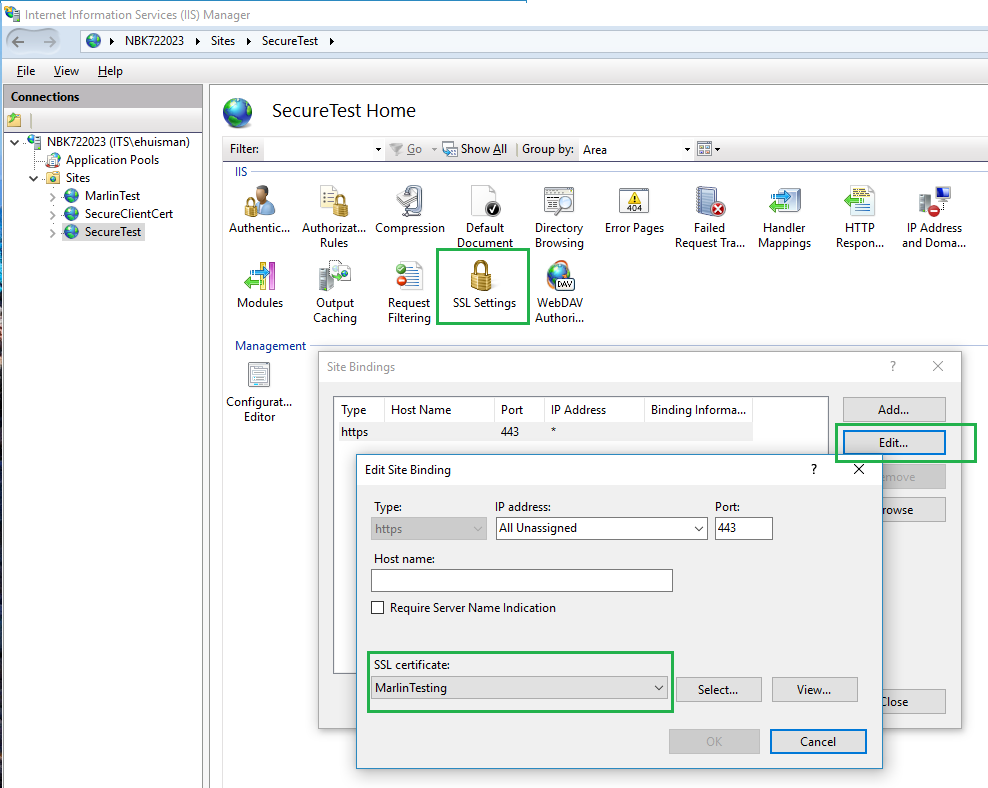 Internet Information Services (IIS) Manager
NBK722023 Sites SecureTest
File View Help
Connections
NBK722023 (ITS\ehuisman)
Application Pools
Sites
MarlinTest
SecureClientCert
SecureTest
SecureTest Home
Filter: Go Show All Group by: Area
IIS
Authentic... Authorizat... Rules Compression Default Document Directory Browsing Error Pages Failed Request Tra... Handler Mappings HTTP Respon... IP Address and Doma...
404
Modules Output Caching Request Filtering SSL Settings WebDAV Authori...
DAV
Management
Configurat...
Editor
Site Bindings ?
Type Host Name Port IP Address Binding Informa...
https 443 *
Add...
Edit...
emove
rowse
Close
Edit Site Binding ?
Type: IP address: Port:
https All Unassigned 443
Host name:
Require Server Name Indication
SSL certificate:
MarlinTesting Select... View...
OK Cancel